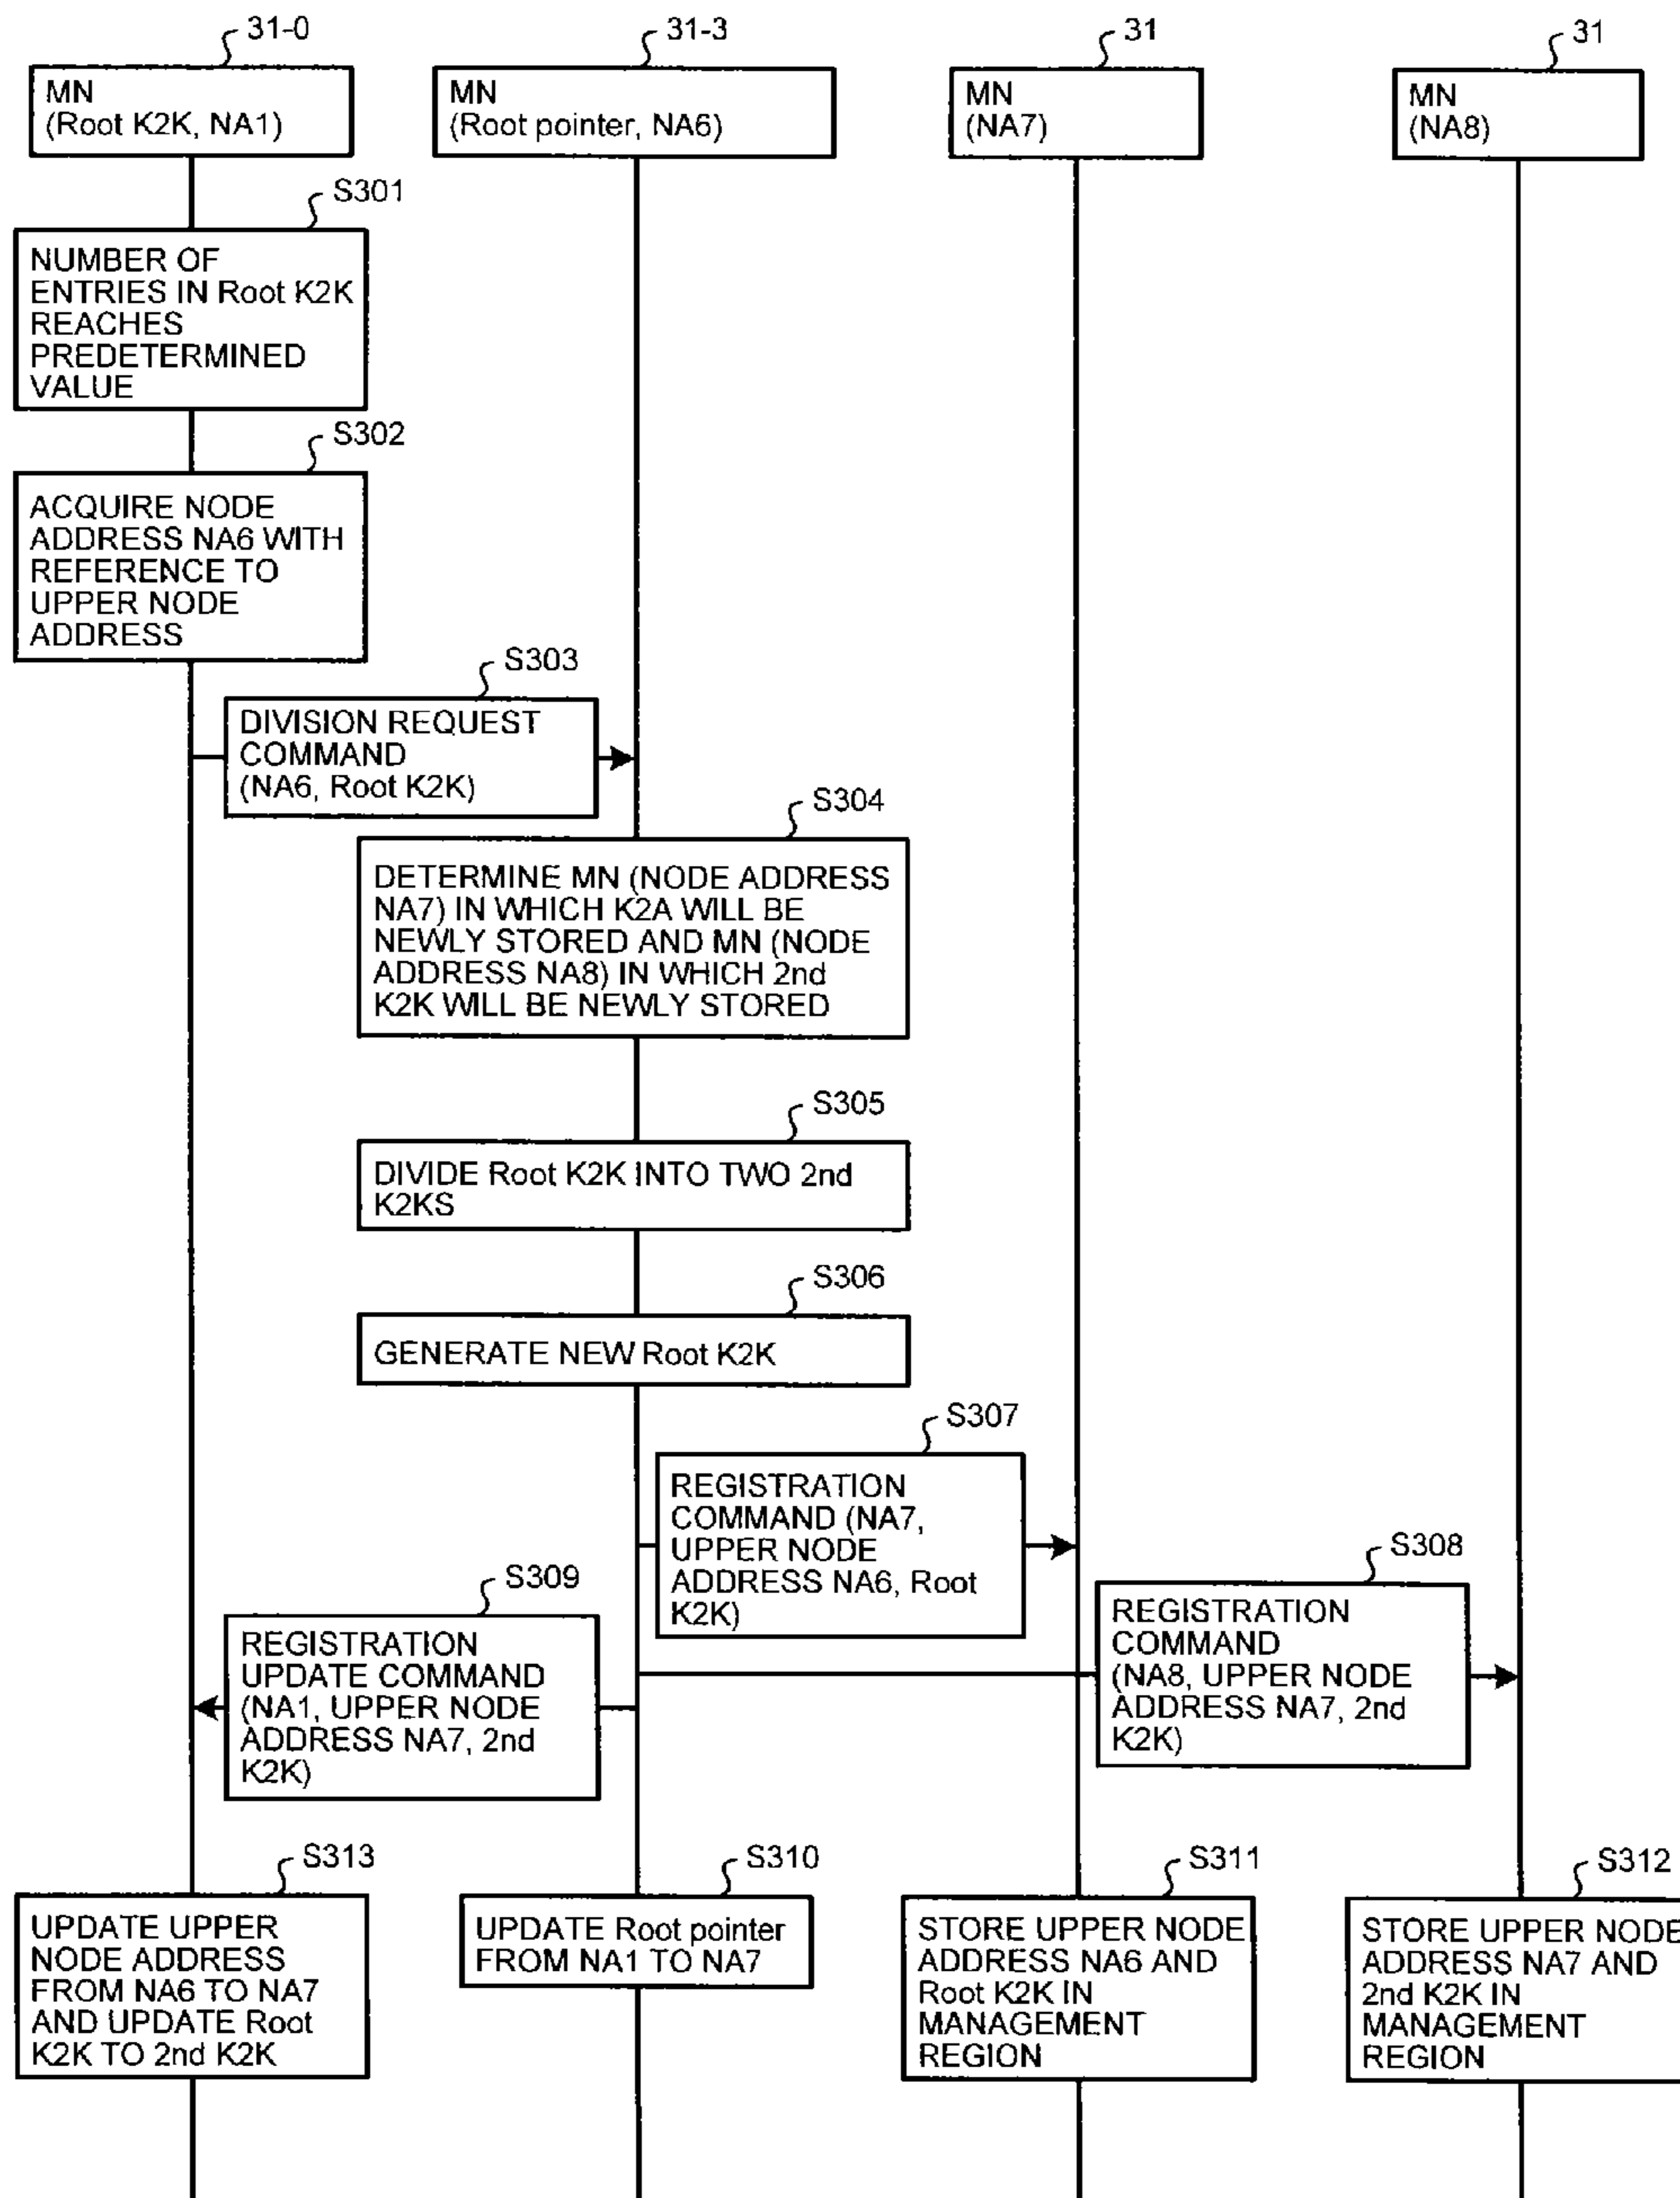 31-0
31-3
31
31
MN
(Root K2K, NA1)
MN
(Root pointer, NA6)
MN
(NA7)
MN
(NA8)
S301
NUMBER OF
ENTRIES IN Root K2K
REACHES
PREDETERMINED
VALUE
S302
ACQUIRE NODE
ADDRESS NA6 WITH
REFERENCE TO
UPPER NODE
ADDRESS
S303
DIVISION REQUEST
COMMAND
(NA6, Root K2K)
S304
DETERMINE MN (NODE ADDRESS
NA7) IN WHICH K2A WILL BE
NEWLY STORED AND MN (NODE
ADDRESS NA8) IN WHICH 2nd
K2K WILL BE NEWLY STORED
S305
DIVIDE Root K2K INTO TWO 2nd
K2KS
S306
GENERATE NEW Root K2K
S307
REGISTRATION
COMMAND (NA7,
UPPER NODE
ADDRESS NA6, Root
K2K)
S308
REGISTRATION
COMMAND
(NA8, UPPER NODE
ADDRESS NA7, 2nd
K2K)
S309
REGISTRATION
UPDATE COMMAND
(NA1, UPPER NODE
ADDRESS NA7, 2nd
K2K)
S313
UPDATE UPPER
NODE ADDRESS
FROM NA6 TO NA7
AND UPDATE Root
K2K TO 2nd K2K
S310
UPDATE Root pointer
FROM NA1 TO NA7
S311
STORE UPPER NODE
ADDRESS NA6 AND
Root K2K IN
MANAGEMENT
REGION
S312
STORE UPPER NODE
ADDRESS NA7 AND
2nd K2K IN
MANAGEMENT
REGION